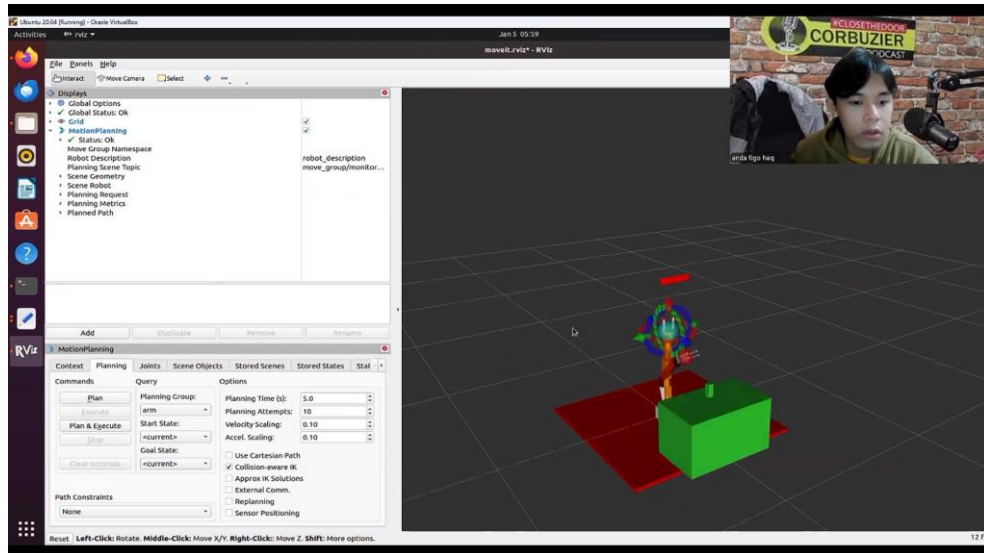 Ubuntu 20.04 [Running] - Oracle VirtualBox
Activities rviz Jan 5 05:59
moveit.rviz* - RViz
#CLOSETHEDOOR
CORBUZIER
PODCAST
File Panels Help
Interact Move Camera Select
Displays
Global Options
Global Status: Ok
Grid
MotionPlanning
Status: Ok
Move Group Namespace
Robot Description robot_description
Planning Scene Topic move_group/monitor...
Scene Geometry
Scene Robot
Planning Request
Planning Metrics
Planned Path
anda figo haq
Add Duplicate Remove Rename
MotionPlanning
Context Planning Joints Scene Objects Stored Scenes Stored States Stat
Commands Query Options
Plan Planning Group: Planning Time (s): 5.0
Execute arm Planning Attempts: 10
Plan & Execute Start State: Velocity Scaling: 0.10
Stop <current> Accel. Scaling: 0.10
Goal State: Use Cartesian Path
Clear octomap <current> Collision-aware IK
Approx IK Solutions
External Comm.
Path Constraints Replanning
None Sensor Positioning
RViz
Reset Left-Click: Rotate. Middle-Click: Move X/Y. Right-Click: Move Z. Shift: More options. 12 F